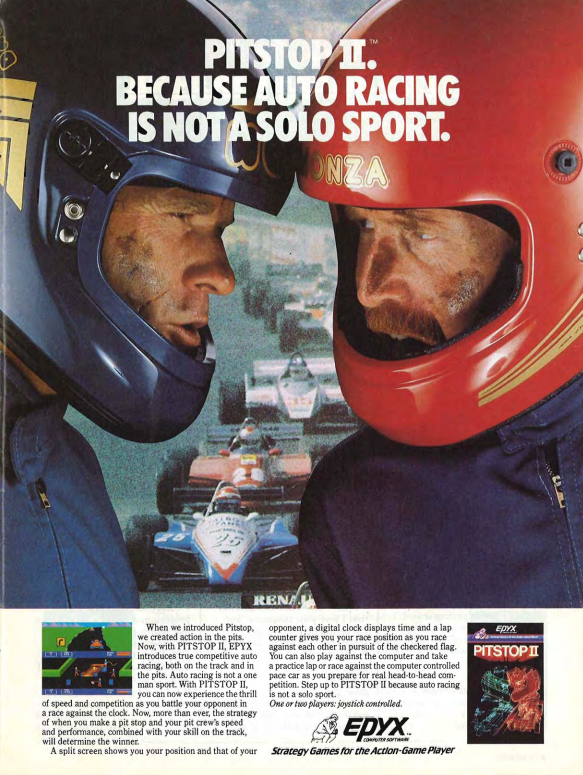 PITSTOP II.™
BECAUSE AUTO RACING
IS NOT A SOLO SPORT.
ONZA
26
RENAU
When we introduced Pitstop,
we created action in the pits.
Now, with PITSTOP II, EPYX
introduces true competitive auto
racing, both on the track and in
the pits. Auto racing is not a one
man sport. With PITSTOP II,
you can now experience the thrill
of speed and competition as you battle your opponent in
a race against the clock. Now, more than ever, the strategy
of when you make a pit stop and your pit crew's speed
and performance, combined with your skill on the track,
will determine the winner.
A split screen shows you your position and that of your
opponent, a digital clock displays time and a lap
counter gives you your race position as you race
against each other in pursuit of the checkered flag.
You can also play against the computer and take
a practice lap or race against the computer controlled
pace car as you prepare for real head-to-head com-
petition. Step up to PITSTOP II because auto racing
is not a solo sport.
One or two players: joystick controlled.
EPYX
COMPUTER SOFTWARE
Strategy Games for the Action-Game Player
EPYX
PITSTOP II